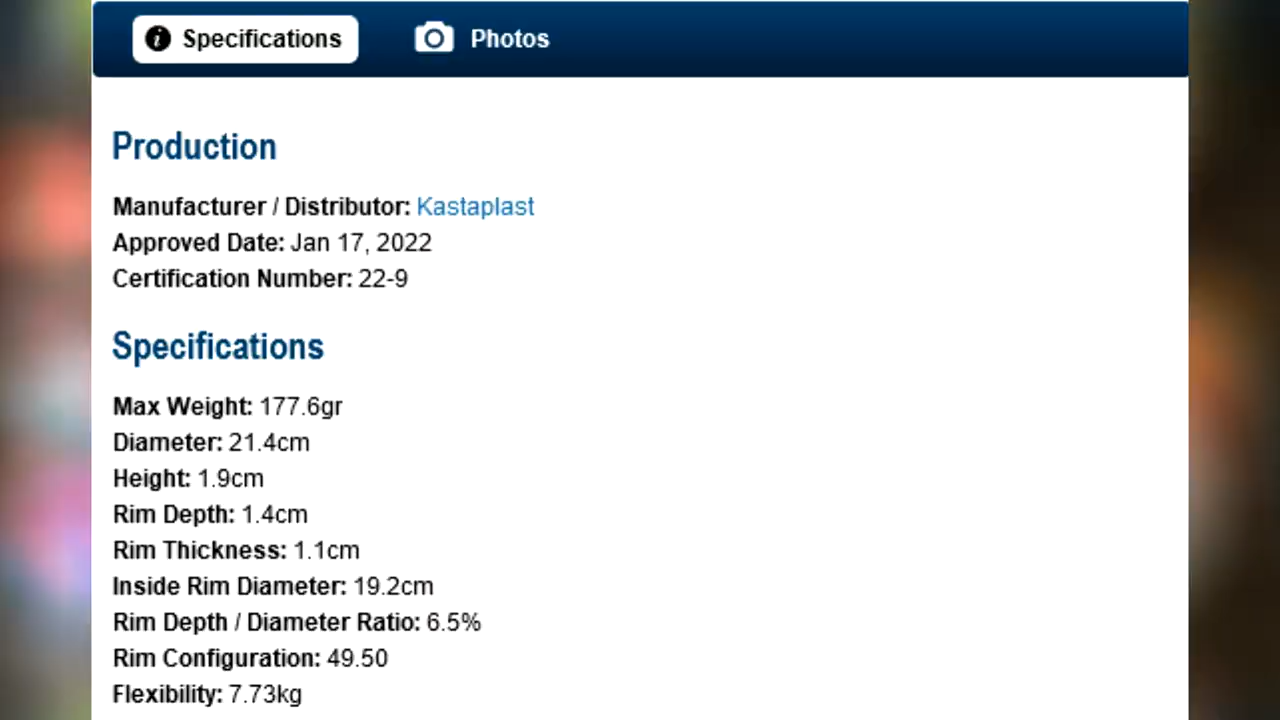 Specifications
Photos
Production
Manufacturer / Distributor: Kastaplast
Approved Date: Jan 17, 2022
Certification Number: 22-9
Specifications
Max Weight: 177.6gr
Diameter: 21.4cm
Height: 1.9cm
Rim Depth: 1.4cm
Rim Thickness: 1.1cm
Inside Rim Diameter: 19.2cm
Rim Depth / Diameter Ratio: 6.5%
Rim Configuration: 49.50
Flexibility: 7.73kg